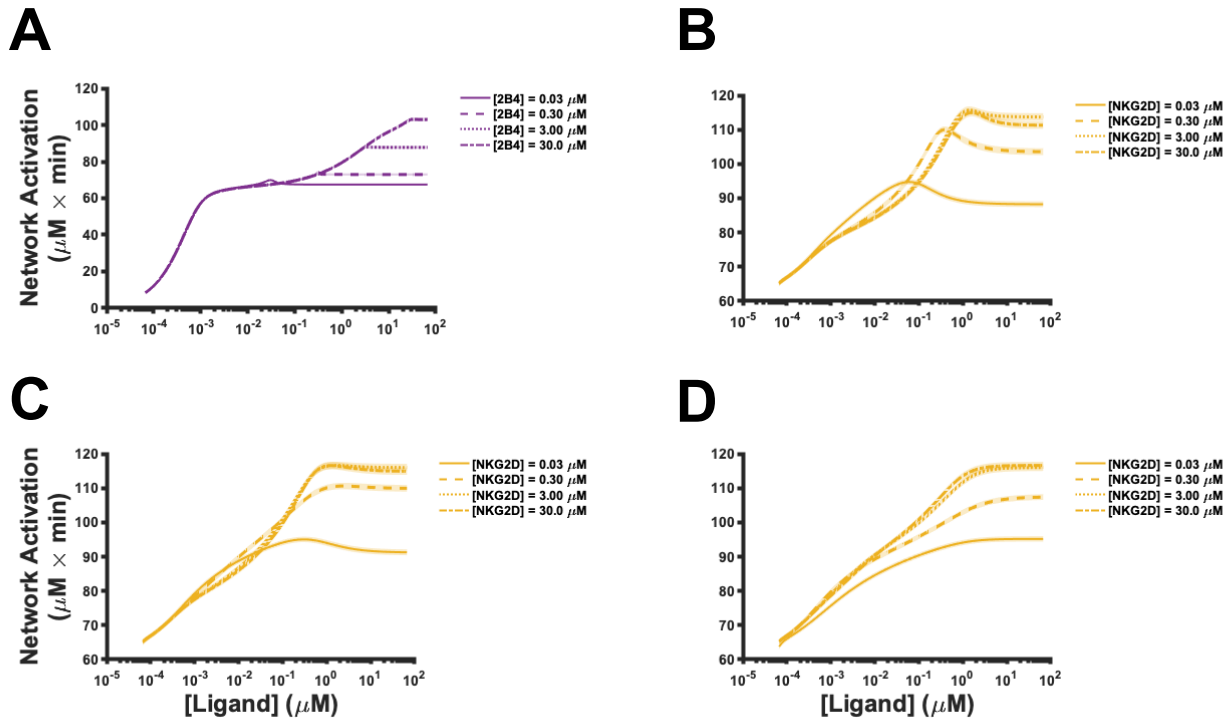 A
B
Network Activation
(μM × min)
120
100
80
60
40
20
0
10-5
10-4
10-3
10-2
10-1
100
101
102
[2B4] = 0.03 μM
[2B4] = 0.30 μM
[2B4] = 3.00 μM
[2B4] = 30.0 μM
120
110
100
90
80
70
60
10-5
10-4
10-3
10-2
10-1
100
101
102
[NKG2D] = 0.03 μM
[NKG2D] = 0.30 μM
[NKG2D] = 3.00 μM
[NKG2D] = 30.0 μM
C
D
Network Activation
(μM × min)
120
110
100
90
80
70
60
10-5
10-4
10-3
10-2
10-1
100
101
102
[Ligand] (μM)
[NKG2D] = 0.03 μM
[NKG2D] = 0.30 μM
[NKG2D] = 3.00 μM
[NKG2D] = 30.0 μM
120
110
100
90
80
70
60
10-5
10-4
10-3
10-2
10-1
100
101
102
[Ligand] (μM)
[NKG2D] = 0.03 μM
[NKG2D] = 0.30 μM
[NKG2D] = 3.00 μM
[NKG2D] = 30.0 μM